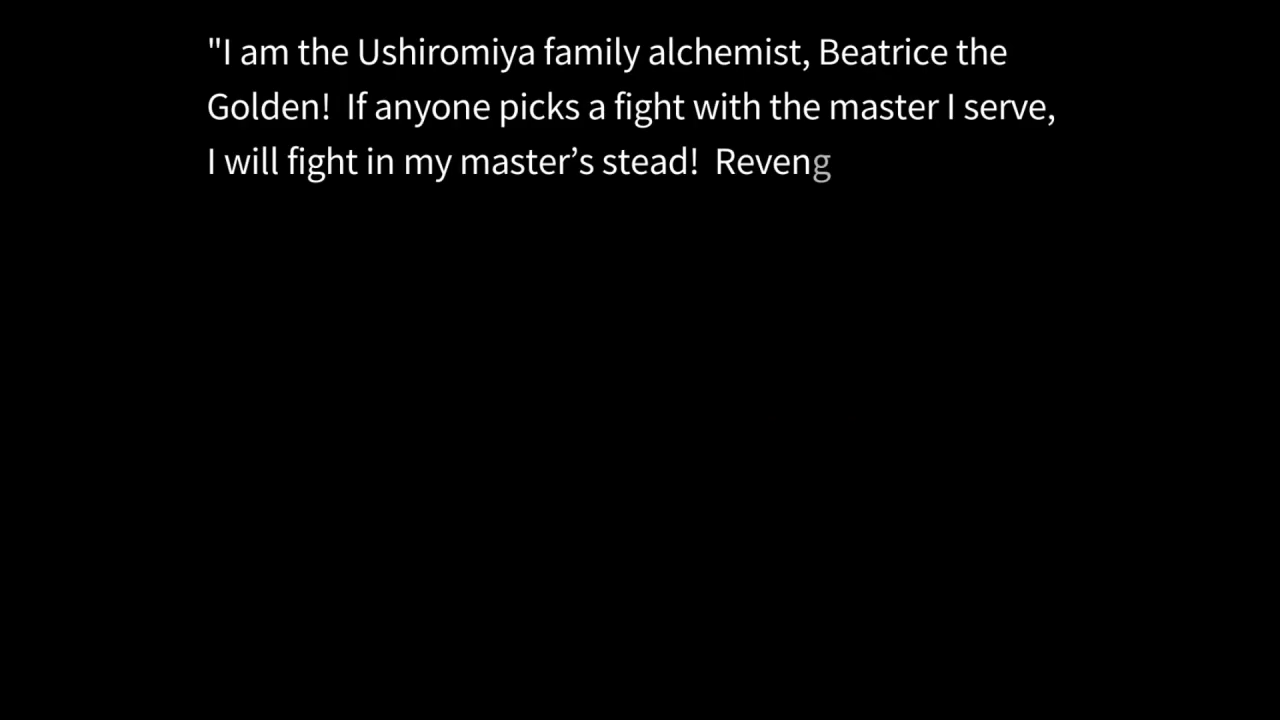 "I am the Ushiromiya family alchemist, Beatrice the
Golden!  If anyone picks a fight with the master I serve,
I will fight in my master’s stead!  Reveng